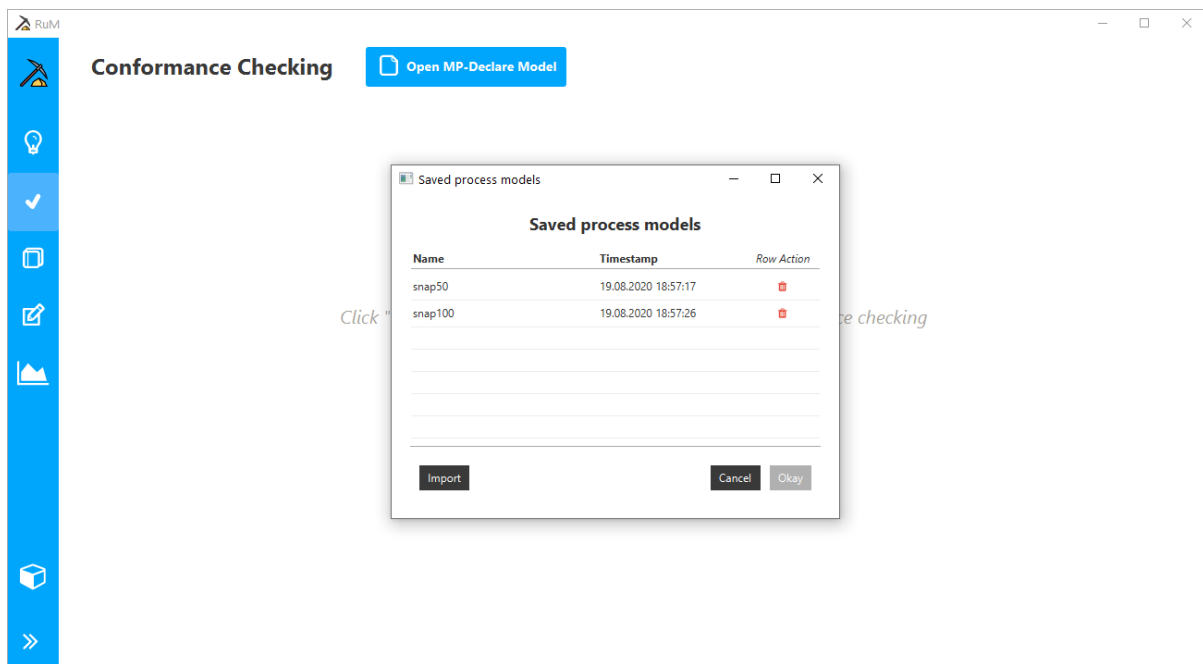 RuM
Conformance Checking
Open MP-Declare Model
Saved process models
Saved process models
Name Timestamp Row Action
snap50 19.08.2020 18:57:17
snap100 19.08.2020 18:57:26
Click " ce checking
Import Cancel Okay